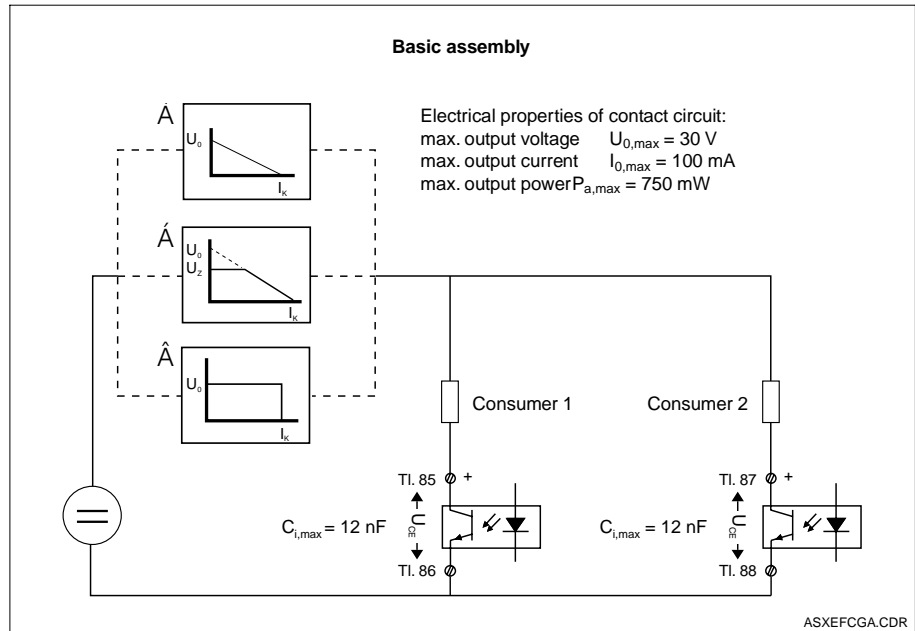 Basic assembly
À
U₀
Iₖ
Electrical properties of contact circuit:
max. output voltage U0,max = 30 V
max. output current I0,max = 100 mA
max. output powerPa,max = 750 mW
Á
U₀
U_Z
Iₖ
Â
U₀
Iₖ
Consumer 1
Consumer 2
Tl. 85 +
Tl. 87 +
Ci,max = 12 nF
UCE
Ci,max = 12 nF
UCE
Tl. 86
Tl. 88
ASXEFCGA.CDR